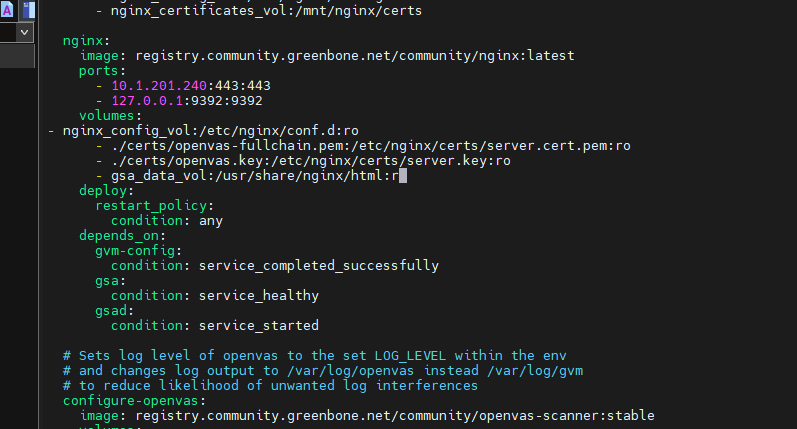 A
- nginx_certificates_vol:/mnt/nginx/certs
nginx:
image: registry.community.greenbone.net/community/nginx:latest
ports:
- 10.1.201.240:443:443
- 127.0.0.1:9392:9392
volumes:
- nginx_config_vol:/etc/nginx/conf.d:ro
- ./certs/openvas-fullchain.pem:/etc/nginx/certs/server.cert.pem:ro
- ./certs/openvas.key:/etc/nginx/certs/server.key:ro
- gsa_data_vol:/usr/share/nginx/html:r
deploy:
restart_policy:
condition: any
depends_on:
gvm-config:
condition: service_completed_successfully
gsa:
condition: service_healthy
gsad:
condition: service_started
# Sets log level of openvas to the set LOG_LEVEL within the env
# and changes log output to /var/log/openvas instead /var/log/gvm
# to reduce likelihood of unwanted log interferences
configure-openvas:
image: registry.community.greenbone.net/community/openvas-scanner:stable